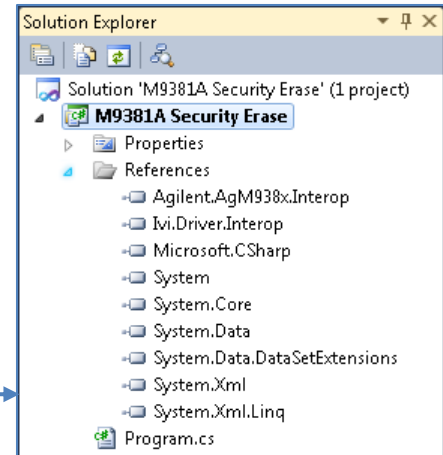 Solution Explorer
Solution 'M9381A Security Erase' (1 project)
M9381A Security Erase
Properties
References
Agilent.AgM938x.Interop
Ivi.Driver.Interop
Microsoft.CSharp
System
System.Core
System.Data
System.Data.DataSetExtensions
System.Xml
System.Xml.Linq
Program.cs